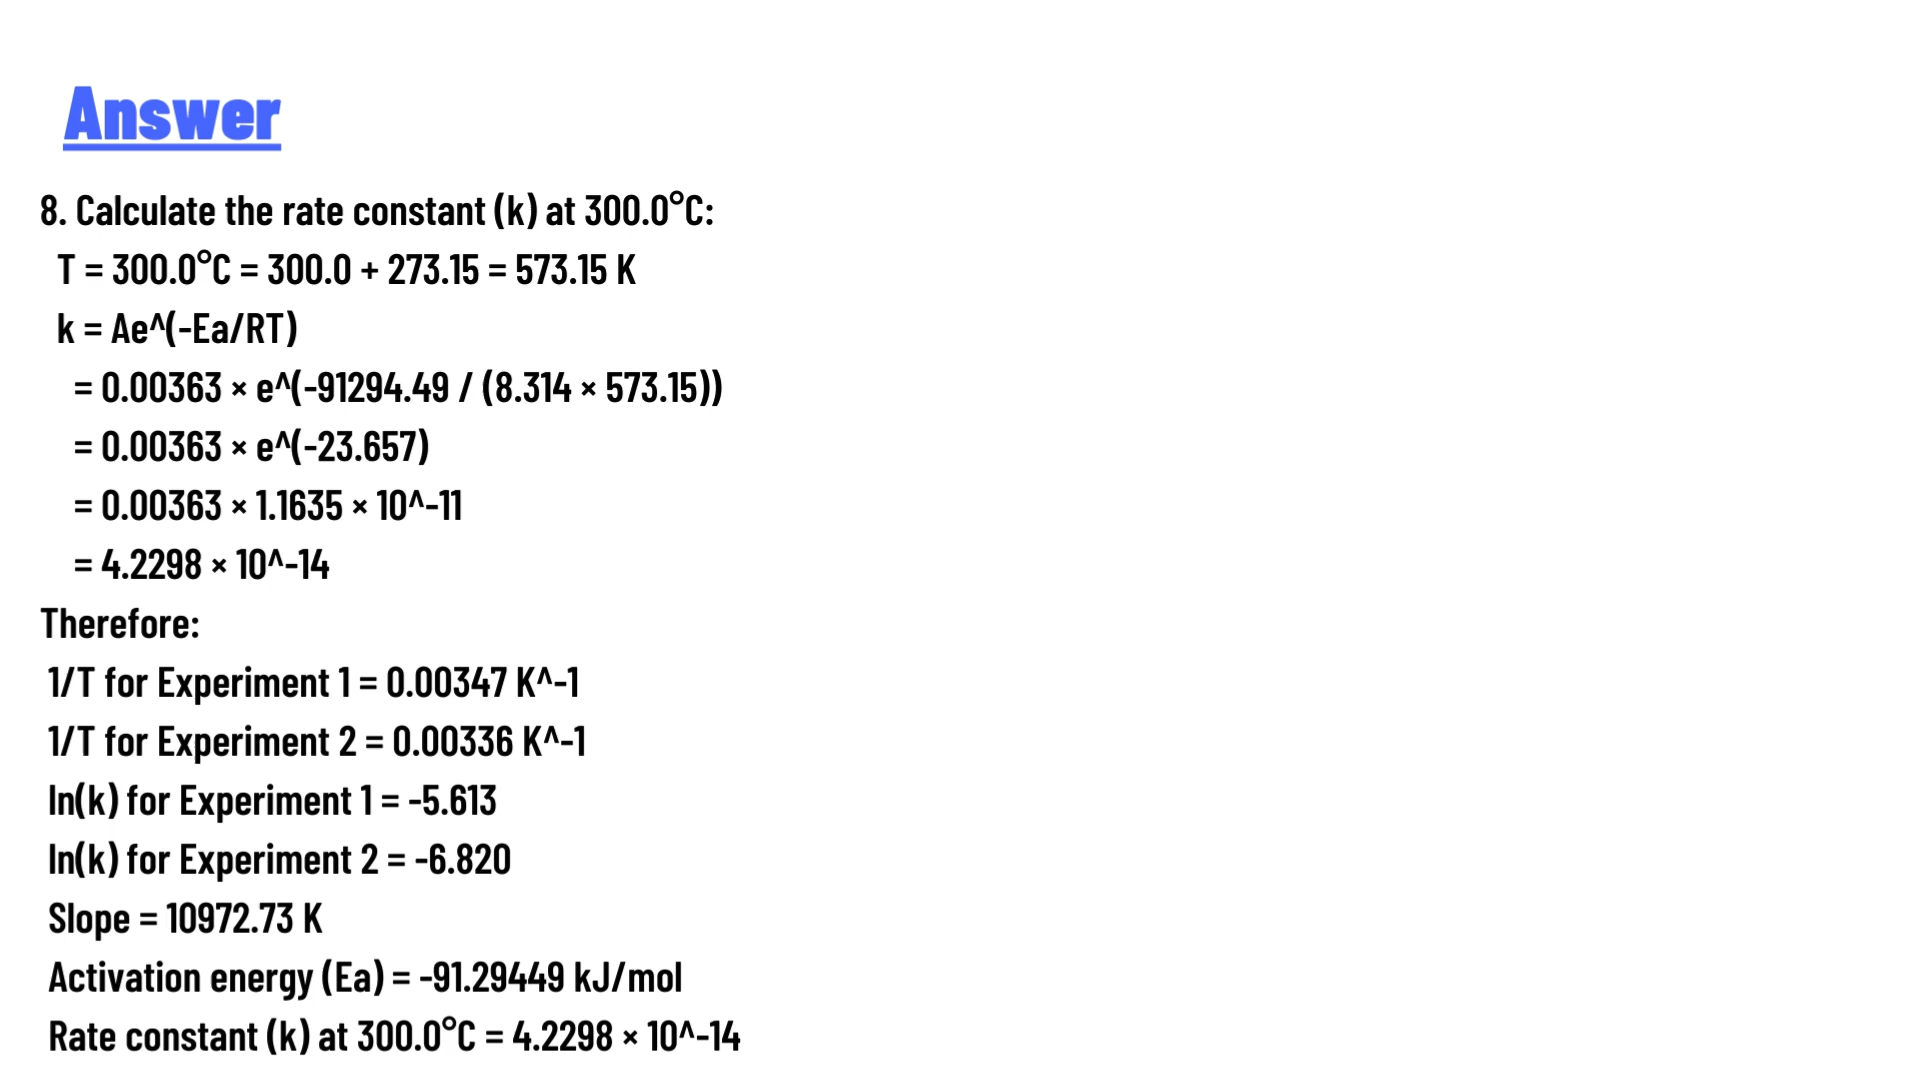 Answer
8. Calculate the rate constant (k) at 300.0°C:
T = 300.0°C = 300.0 + 273.15 = 573.15 K
k = Ae^(-Ea/RT)
= 0.00363 × e^(-91294.49 / (8.314 × 573.15))
= 0.00363 × e^(-23.657)
= 0.00363 × 1.1635 × 10^-11
= 4.2298 × 10^-14
Therefore:
1/T for Experiment 1 = 0.00347 K^-1
1/T for Experiment 2 = 0.00336 K^-1
ln(k) for Experiment 1 = -5.613
ln(k) for Experiment 2 = -6.820
Slope = 10972.73 K
Activation energy (Ea) = -91.29449 kJ/mol
Rate constant (k) at 300.0°C = 4.2298 × 10^-14